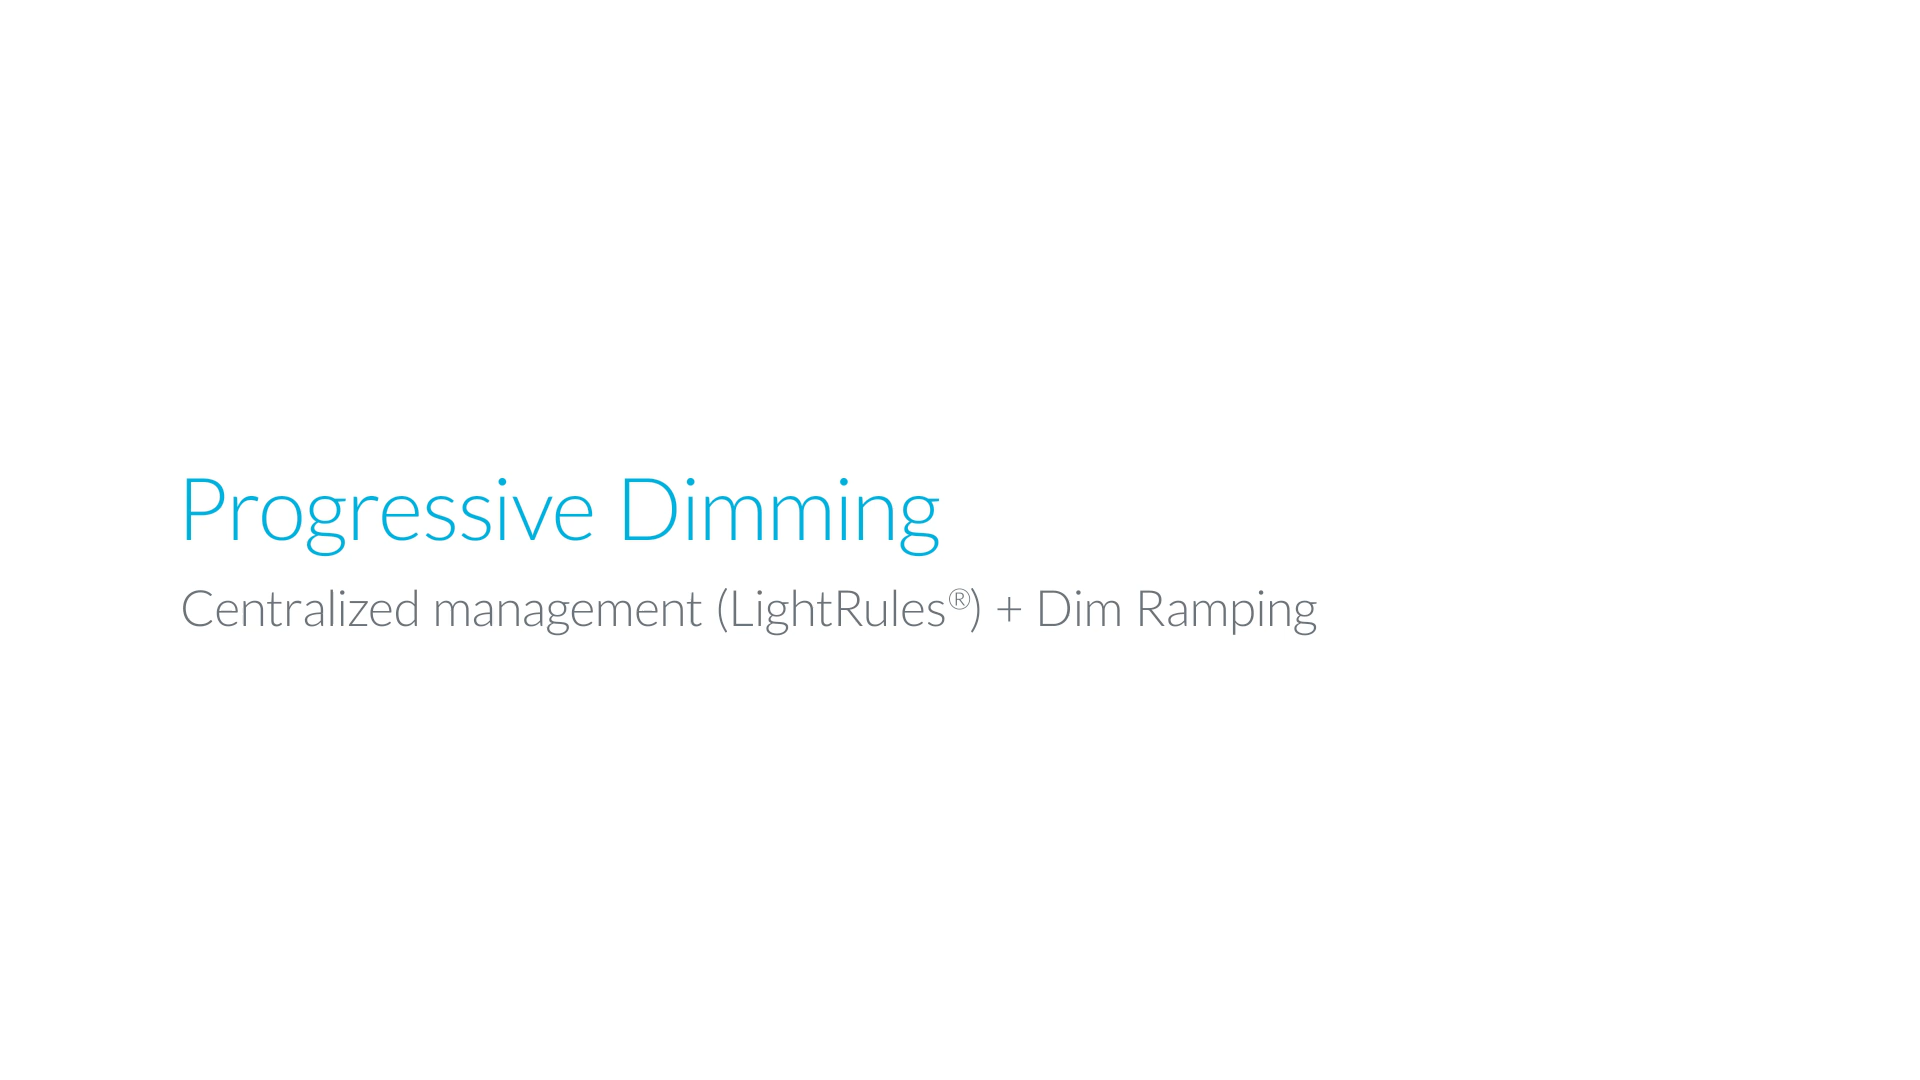 Progressive Dimming
Centralized management (LightRules®) + Dim Ramping